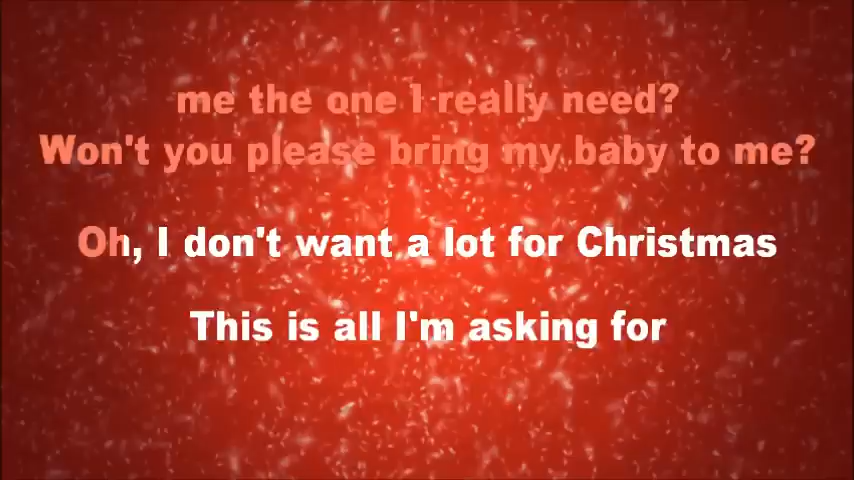 me the one I really need?
Won't you please bring my baby to me?
Oh, I don't want a lot for Christmas
This is all I'm asking for